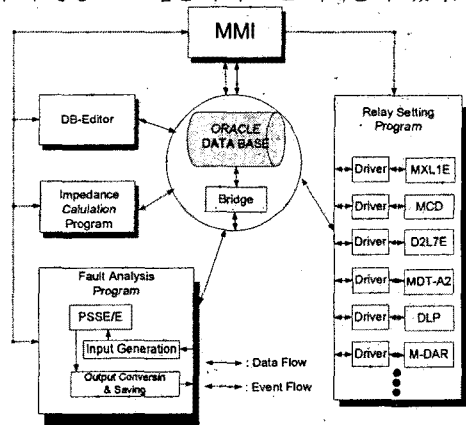 MMI
DB-Editor
ORACLE
DATA BASE
Bridge
Impedance
Calulation
Program
Relay Setting
Program
Driver
MXL1E
Driver
MCD
Driver
D2L7E
Driver
MDT-A2
Driver
DLP
Driver
M-DAR
Fault Analysis
Program
PSSE/E
Input Generation
Output Conversin
& Saving
: Data Flow
: Event Flow